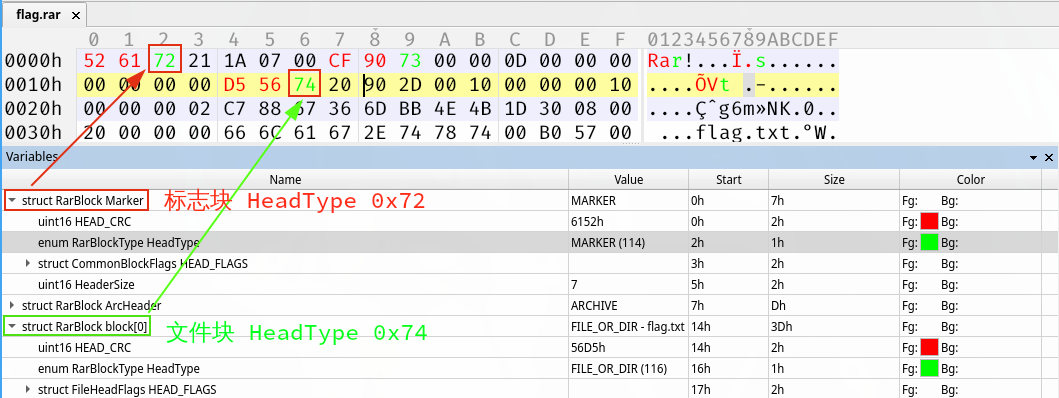 flag.rar ×
0 1 2 3 4 5 6 7 8 9 A B C D E F 0123456789ABCDEF
0000h 52 61 72 21 1A 07 00 CF 90 73 00 00 0D 00 00 00 Rar!...Ï.s......
0010h 00 00 00 00 D5 56 74 20 90 2D 00 10 00 00 00 10 ....ÕVt .-......
0020h 00 00 00 02 C7 88 67 36 6D BB 4E 4B 1D 30 08 00 ....Çˆg6m»NK.0..
0030h 20 00 00 00 66 6C 61 67 2E 74 78 74 00 B0 57 00  ...flag.txt.°W.
Variables
Name Value Start Size Color
struct RarBlock Marker MARKER 0h 7h Fg: Bg:
标志块 HeadType 0x72
uint16 HEAD_CRC 6152h 0h 2h Fg: Bg:
enum RarBlockType HeadType MARKER (114) 2h 1h Fg: Bg:
struct CommonBlockFlags HEAD_FLAGS 3h 2h Fg: Bg:
uint16 HeaderSize 7 5h 2h Fg: Bg:
struct RarBlock ArcHeader ARCHIVE 7h Dh Fg: Bg:
struct RarBlock block[0] FILE_OR_DIR - flag.txt 14h 3Dh Fg: Bg:
文件块 HeadType 0x74
uint16 HEAD_CRC 56D5h 14h 2h Fg: Bg:
enum RarBlockType HeadType FILE_OR_DIR (116) 16h 1h Fg: Bg:
struct FileHeadFlags HEAD_FLAGS 17h 2h Fg: Bg: